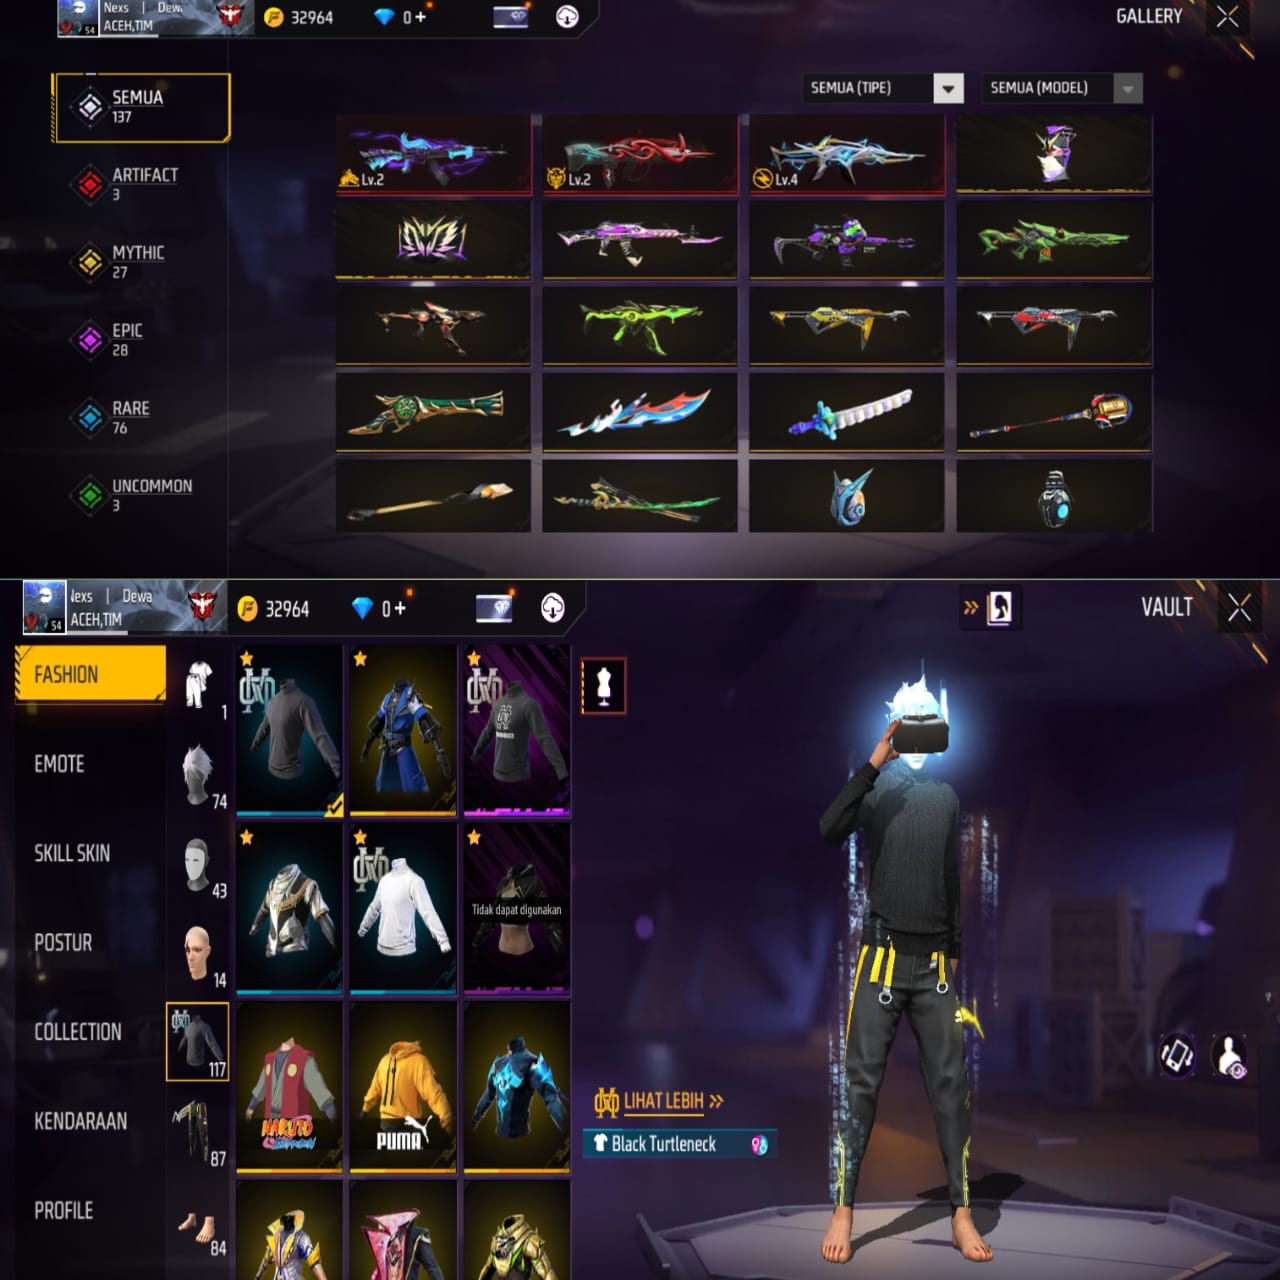 Nexs | Dewa
54
ACEH,TIM
32964
0 +
GALLERY
SEMUA
137
SEMUA (TIPE)
SEMUA (MODEL)
ARTIFACT
3
Lv.2
Lv.2
Lv.4
MYTHIC
27
EPIC
28
RARE
76
UNCOMMON
3
Nexs | Dewa
54
ACEH,TIM
32964
0 +
VAULT
FASHION
1
EMOTE
74
SKILL SKIN
43
Tidak dapat digunakan
POSTUR
14
COLLECTION
117
KENDARAAN
87
PROFILE
84
NARUTO
PUMA
LIHAT LEBIH
Black Turtleneck